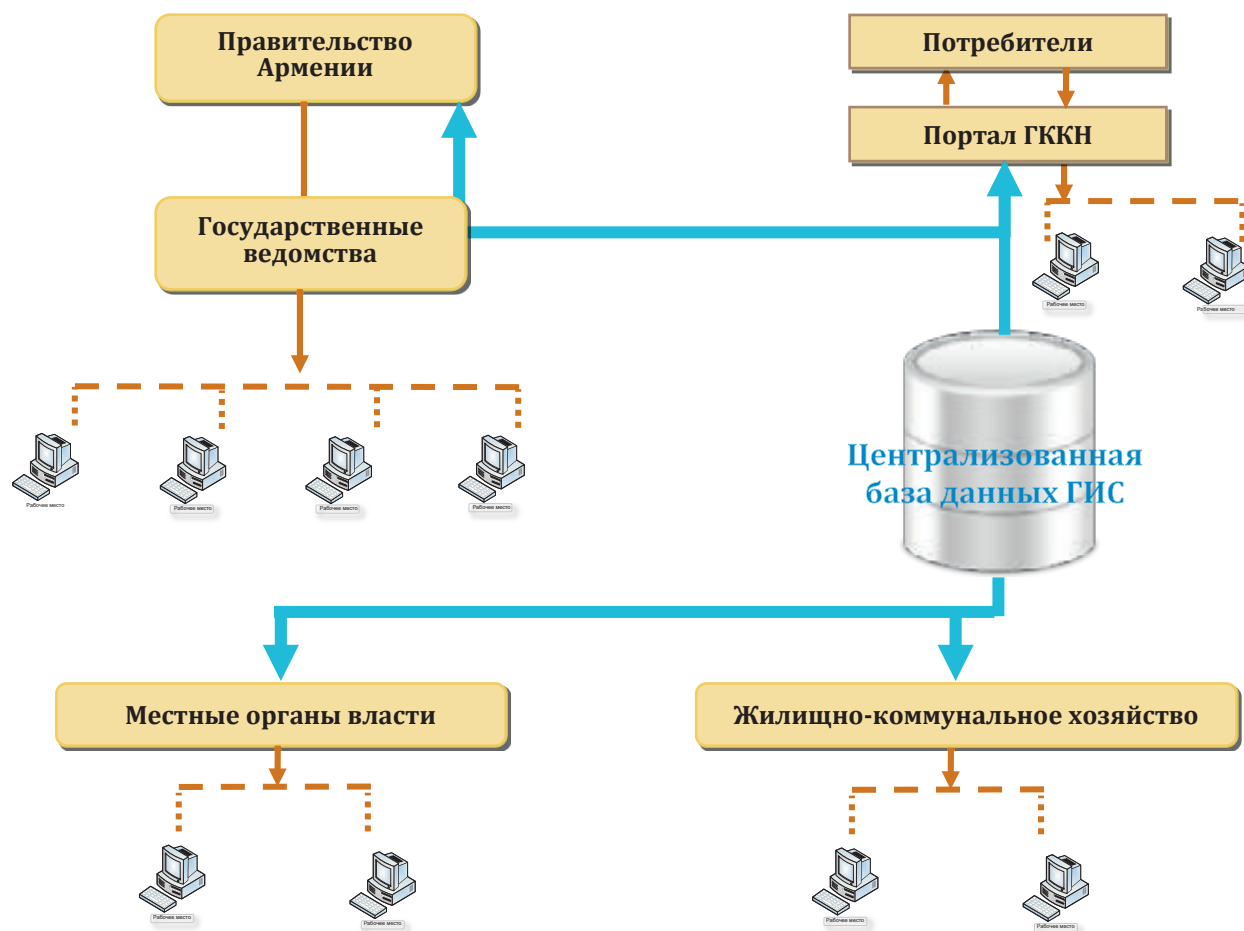 Правительство
Армении
Потребители
Портал ГККН
Государственные
ведомства
Рабочее место
Рабочее место
Рабочее место
Рабочее место
Рабочее место
Рабочее место
Централизованная
база данных ГИС
Местные органы власти
Жилищно-коммунальное хозяйство
Рабочее место
Рабочее место
Рабочее место
Рабочее место